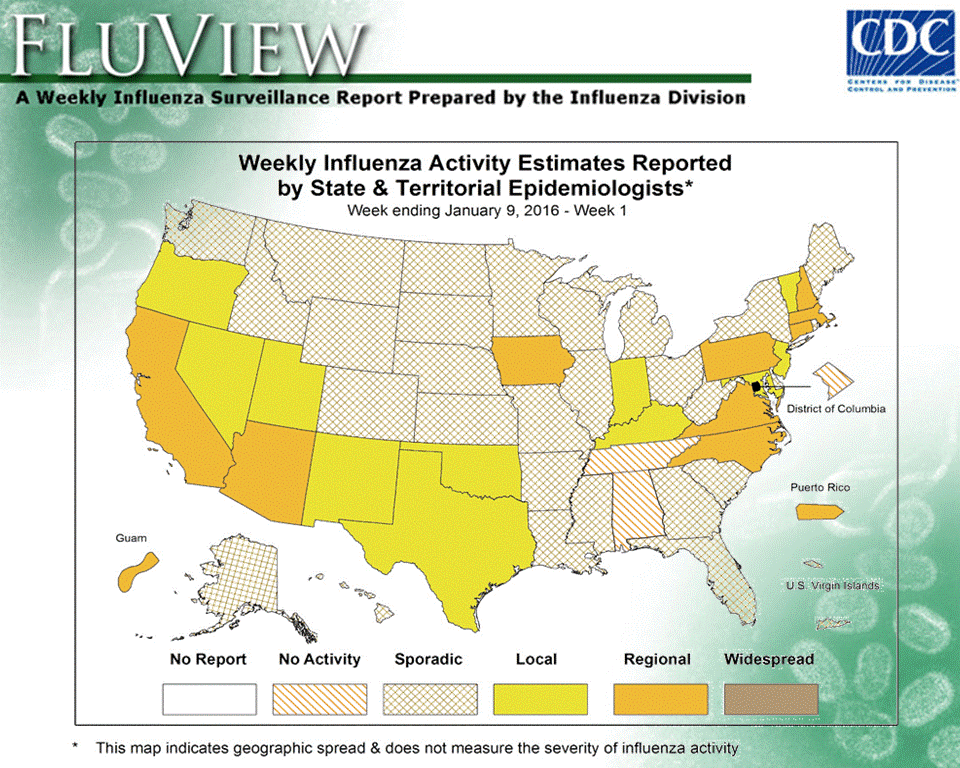 FLUVIEW
CDC
CENTERS FOR DISEASE™
CONTROL AND PREVENTION
A Weekly Influenza Surveillance Report Prepared by the Influenza Division
Weekly Influenza Activity Estimates Reported
by State & Territorial Epidemiologists*
Week ending January 9, 2016 - Week 1
District of Columbia
Puerto Rico
Guam
U.S. Virgin Islands
No Report No Activity Sporadic Local Regional Widespread
* This map indicates geographic spread & does not measure the severity of influenza activity